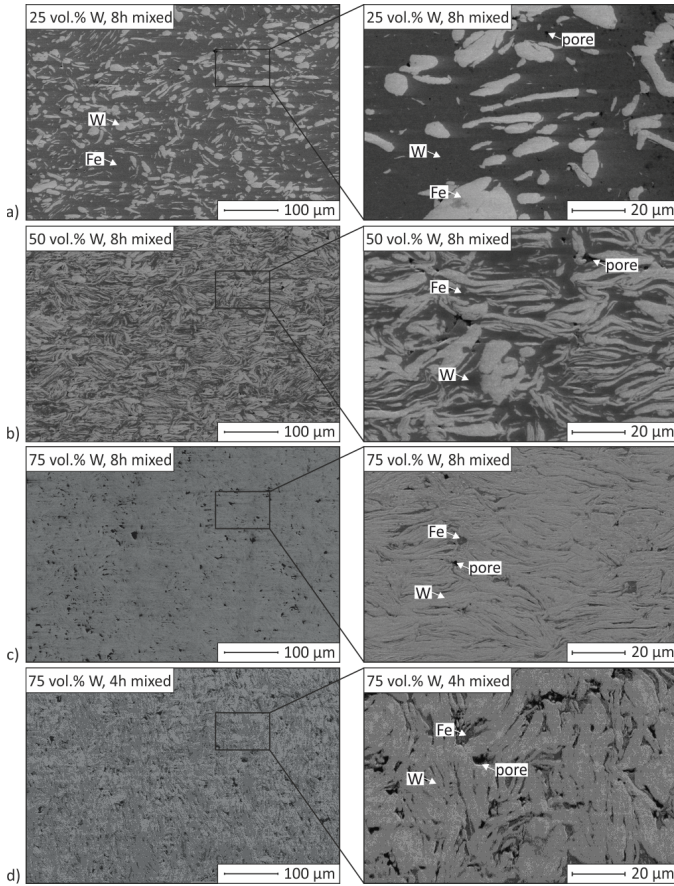 25 vol.% W, 8h mixed
W
Fe
100 µm
25 vol.% W, 8h mixed
pore
W
Fe
20 µm
a)
50 vol.% W, 8h mixed
100 µm
50 vol.% W, 8h mixed
pore
Fe
W
20 µm
b)
75 vol.% W, 8h mixed
100 µm
75 vol.% W, 8h mixed
Fe
pore
W
20 µm
c)
75 vol.% W, 4h mixed
100 µm
75 vol.% W, 4h mixed
Fe
pore
W
20 µm
d)